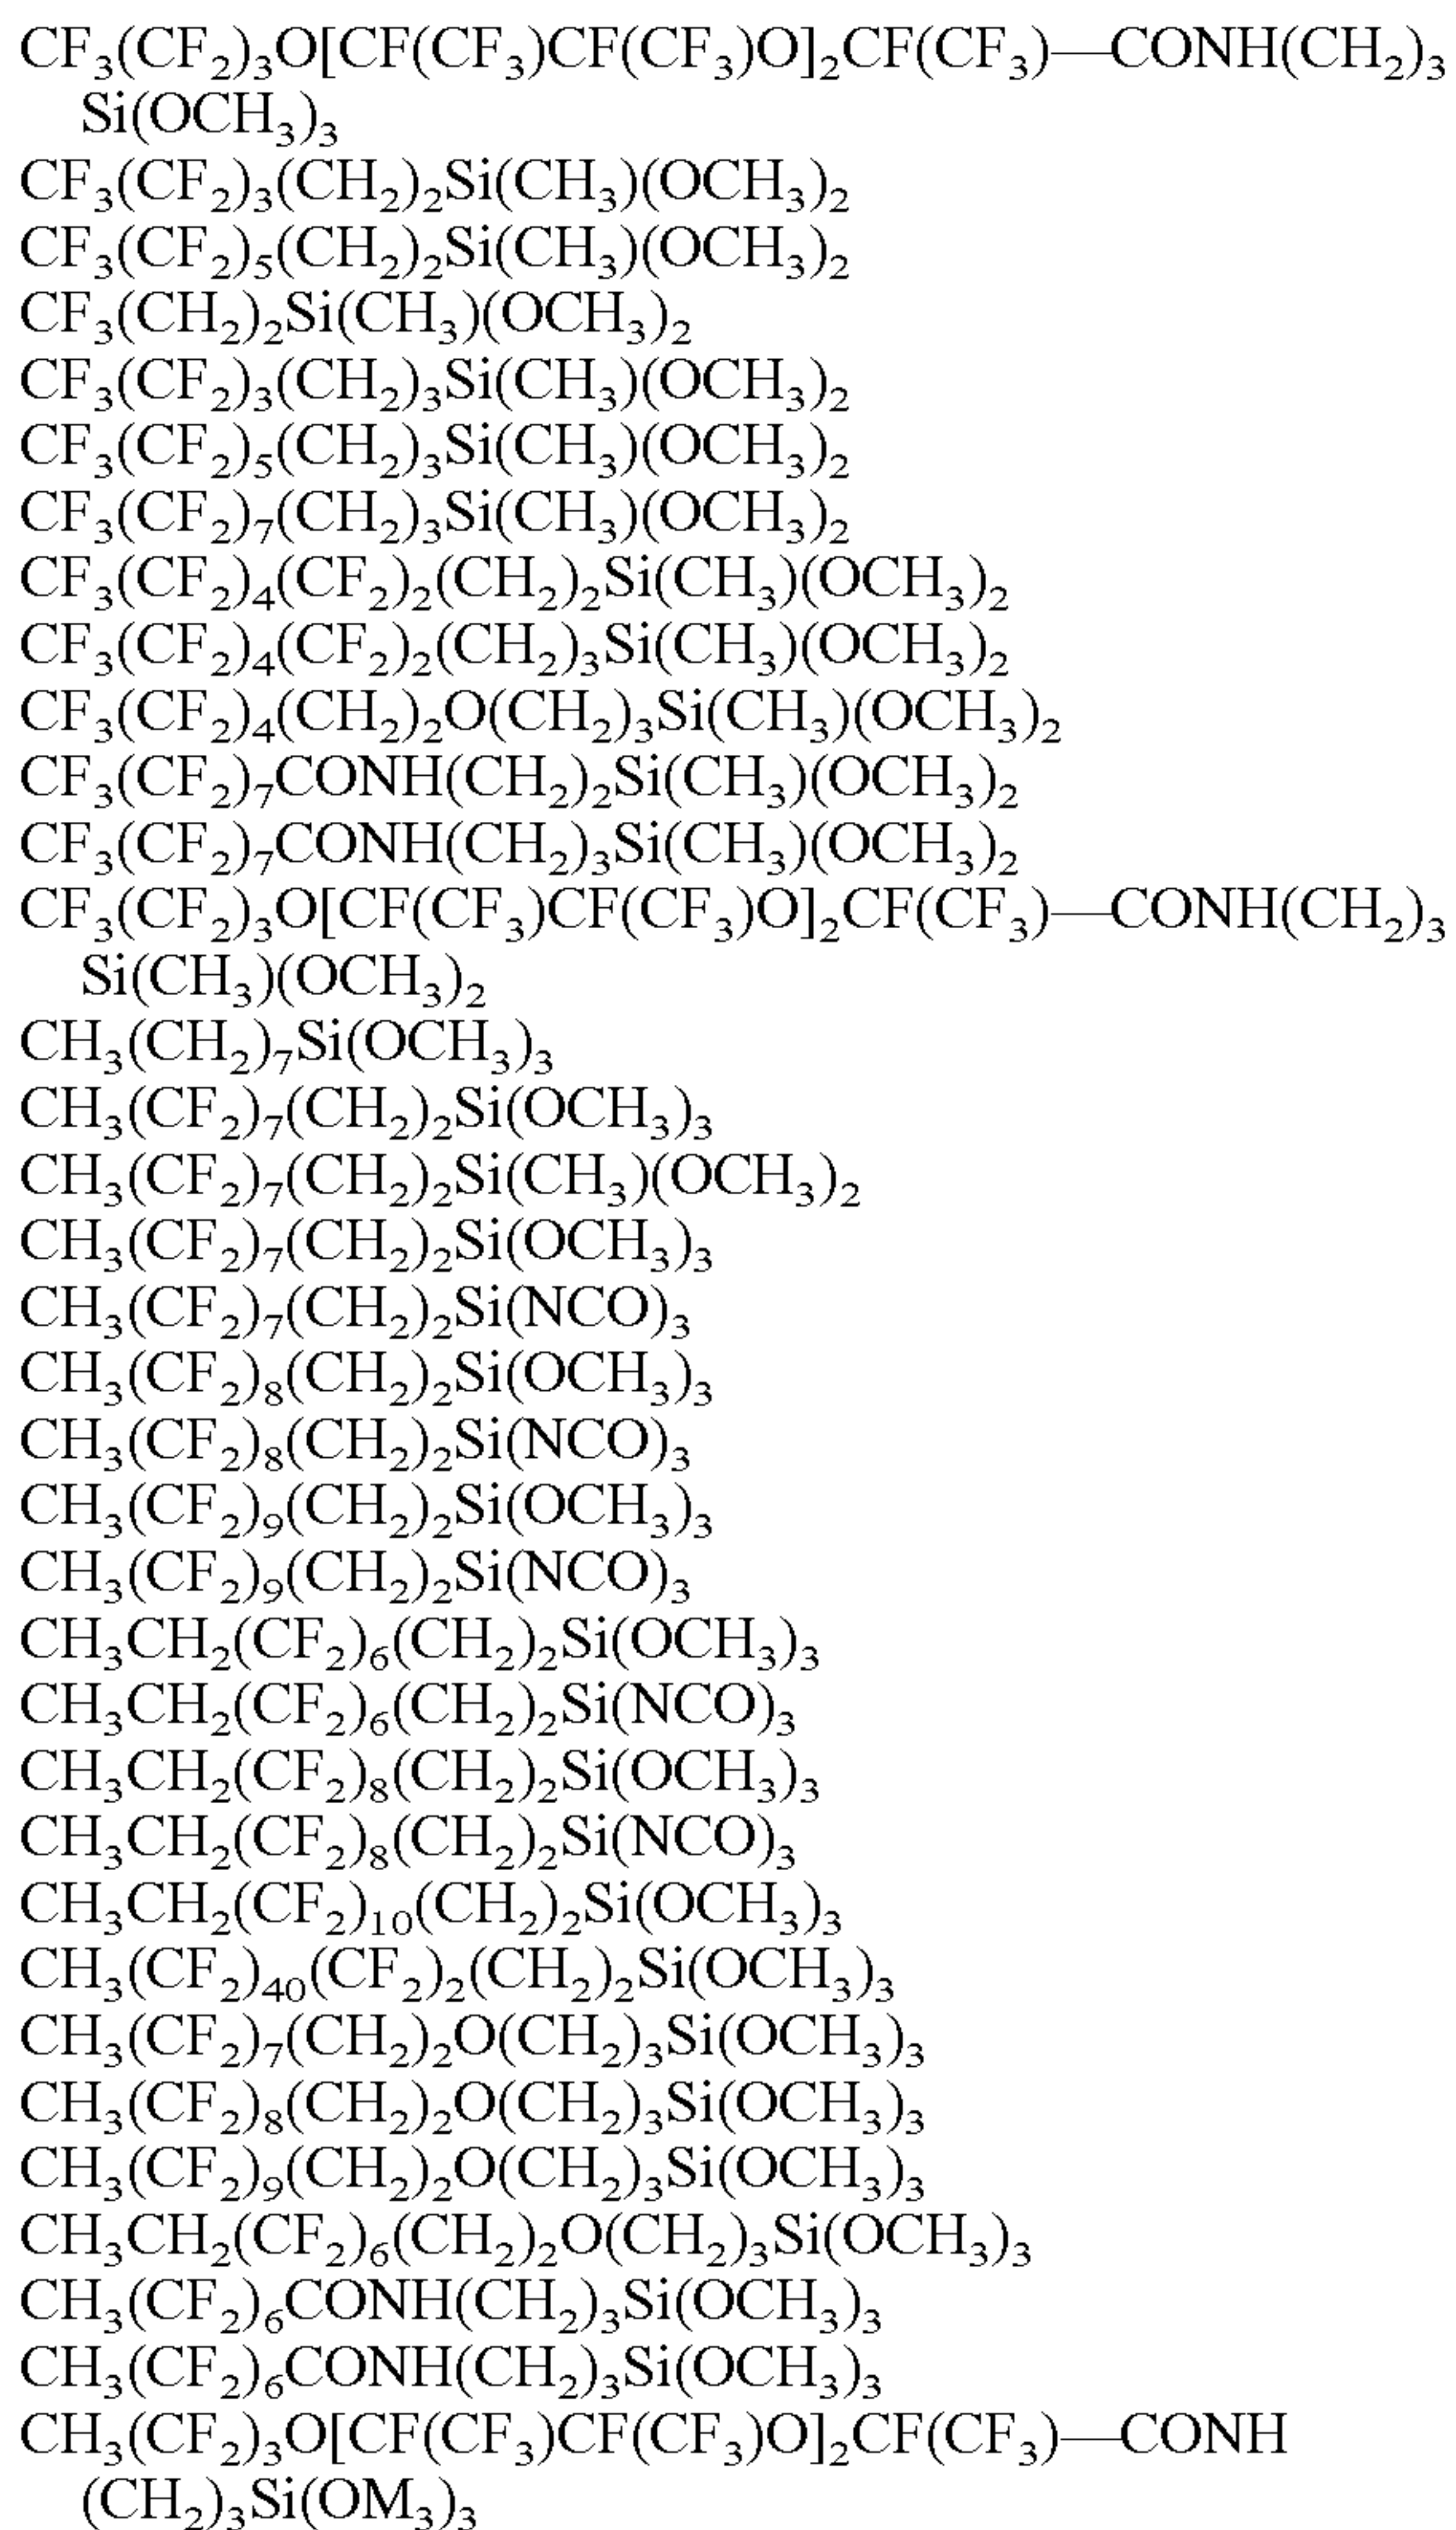 CF₃(CF₂)₃O[CF(CF₃)CF(CF₃)O]₂CF(CF₃)—CONH(CH₂)₃
Si(OCH₃)₃
CF₃(CF₂)₃(CH₂)₂Si(CH₃)(OCH₃)₂
CF₃(CF₂)₅(CH₂)₂Si(CH₃)(OCH₃)₂
CF₃(CH₂)₂Si(CH₃)(OCH₃)₂
CF₃(CF₂)₃(CH₂)₃Si(CH₃)(OCH₃)₂
CF₃(CF₂)₅(CH₂)₃Si(CH₃)(OCH₃)₂
CF₃(CF₂)₇(CH₂)₃Si(CH₃)(OCH₃)₂
CF₃(CF₂)₄(CF₂)₂(CH₂)₂Si(CH₃)(OCH₃)₂
CF₃(CF₂)₄(CF₂)₂(CH₂)₃Si(CH₃)(OCH₃)₂
CF₃(CF₂)₄(CH₂)₂O(CH₂)₃Si(CH₃)(OCH₃)₂
CF₃(CF₂)₇CONH(CH₂)₂Si(CH₃)(OCH₃)₂
CF₃(CF₂)₇CONH(CH₂)₃Si(CH₃)(OCH₃)₂
CF₃(CF₂)₃O[CF(CF₃)CF(CF₃)O]₂CF(CF₃)—CONH(CH₂)₃
Si(CH₃)(OCH₃)₂
CH₃(CH₂)₇Si(OCH₃)₃
CH₃(CF₂)₇(CH₂)₂Si(OCH₃)₃
CH₃(CF₂)₇(CH₂)₂Si(CH₃)(OCH₃)₂
CH₃(CF₂)₇(CH₂)₂Si(OCH₃)₃
CH₃(CF₂)₇(CH₂)₂Si(NCO)₃
CH₃(CF₂)₈(CH₂)₂Si(OCH₃)₃
CH₃(CF₂)₈(CH₂)₂Si(NCO)₃
CH₃(CF₂)₉(CH₂)₂Si(OCH₃)₃
CH₃(CF₂)₉(CH₂)₂Si(NCO)₃
CH₃CH₂(CF₂)₆(CH₂)₂Si(OCH₃)₃
CH₃CH₂(CF₂)₆(CH₂)₂Si(NCO)₃
CH₃CH₂(CF₂)₈(CH₂)₂Si(OCH₃)₃
CH₃CH₂(CF₂)₈(CH₂)₂Si(NCO)₃
CH₃CH₂(CF₂)₁₀(CH₂)₂Si(OCH₃)₃
CH₃(CF₂)₄₀(CF₂)₂(CH₂)₂Si(OCH₃)₃
CH₃(CF₂)₇(CH₂)₂O(CH₂)₃Si(OCH₃)₃
CH₃(CF₂)₈(CH₂)₂O(CH₂)₃Si(OCH₃)₃
CH₃(CF₂)₉(CH₂)₂O(CH₂)₃Si(OCH₃)₃
CH₃CH₂(CF₂)₆(CH₂)₂O(CH₂)₃Si(OCH₃)₃
CH₃(CF₂)₆CONH(CH₂)₃Si(OCH₃)₃
CH₃(CF₂)₆CONH(CH₂)₃Si(OCH₃)₃
CH₃(CF₂)₃O[CF(CF₃)CF(CF₃)O]₂CF(CF₃)—CONH
(CH₂)₃Si(OM₃)₃